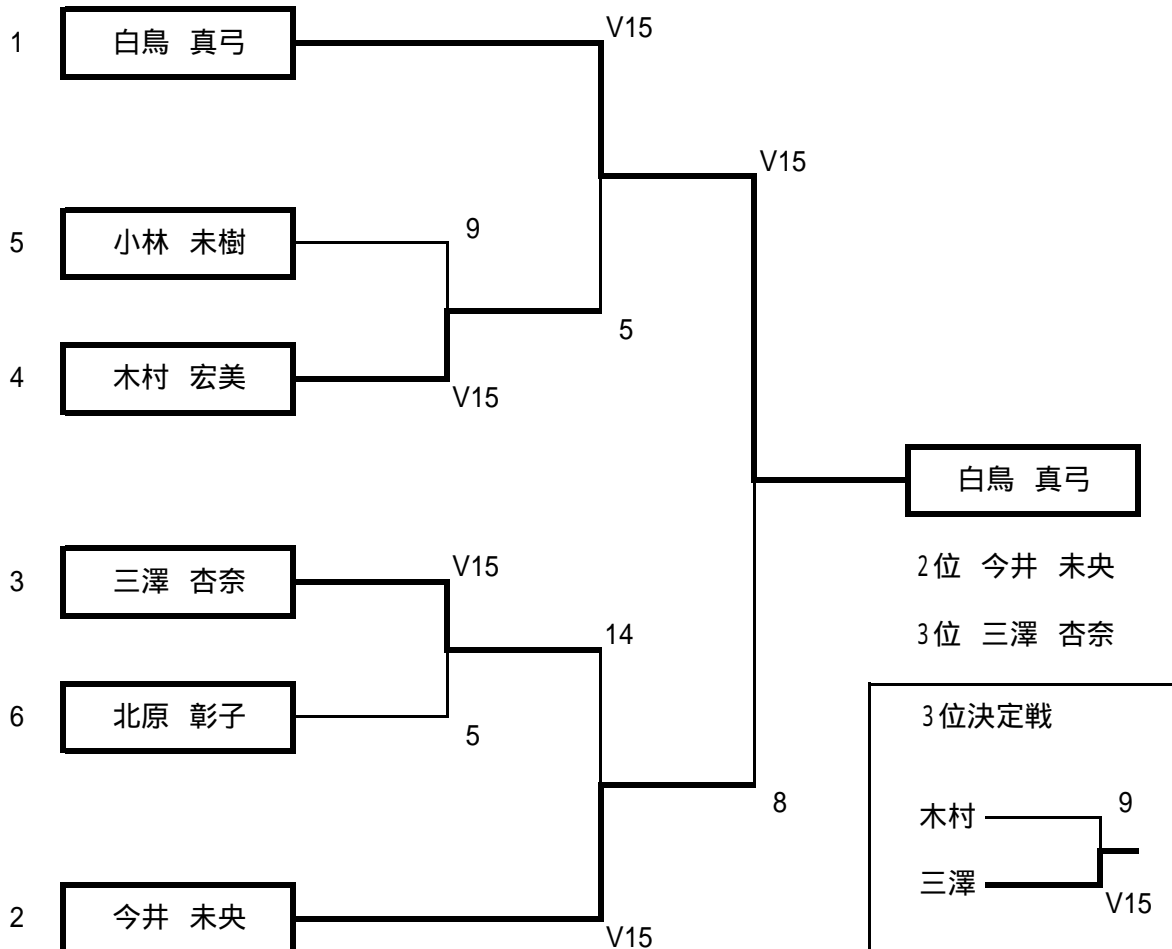 V15
1 白鳥 真弓
V15
5 小林 未樹 9
5
4 木村 宏美 V15
白鳥 真弓
3 三澤 杏奈 V15
2位 今井 未央
14
3位 三澤 杏奈
6 北原 彰子 5
3位決定戦
8
木村 9
三澤 V15
2 今井 未央 V15